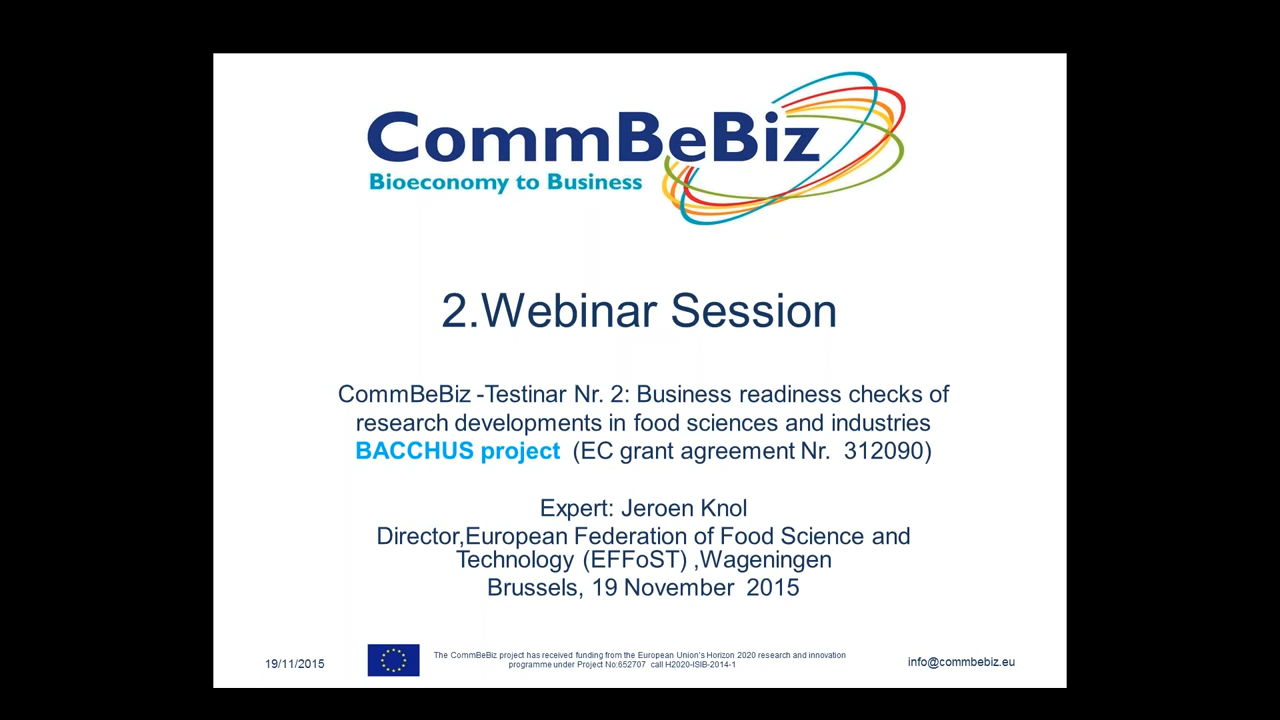 CommBeBiz
Bioeconomy to Business
2.Webinar Session
CommBeBiz -Testinar Nr. 2: Business readiness checks of
research developments in food sciences and industries
BACCHUS project (EC grant agreement Nr. 312090)
Expert: Jeroen Knol
Director,European Federation of Food Science and
Technology (EFFoST) ,Wageningen
Brussels, 19 November 2015
19/11/2015
The CommBeBiz project has received funding from the European Union's Horizon 2020 research and innovation
programme under Project No:652707 call H2020-ISIB-2014-1
info@commbebiz.eu